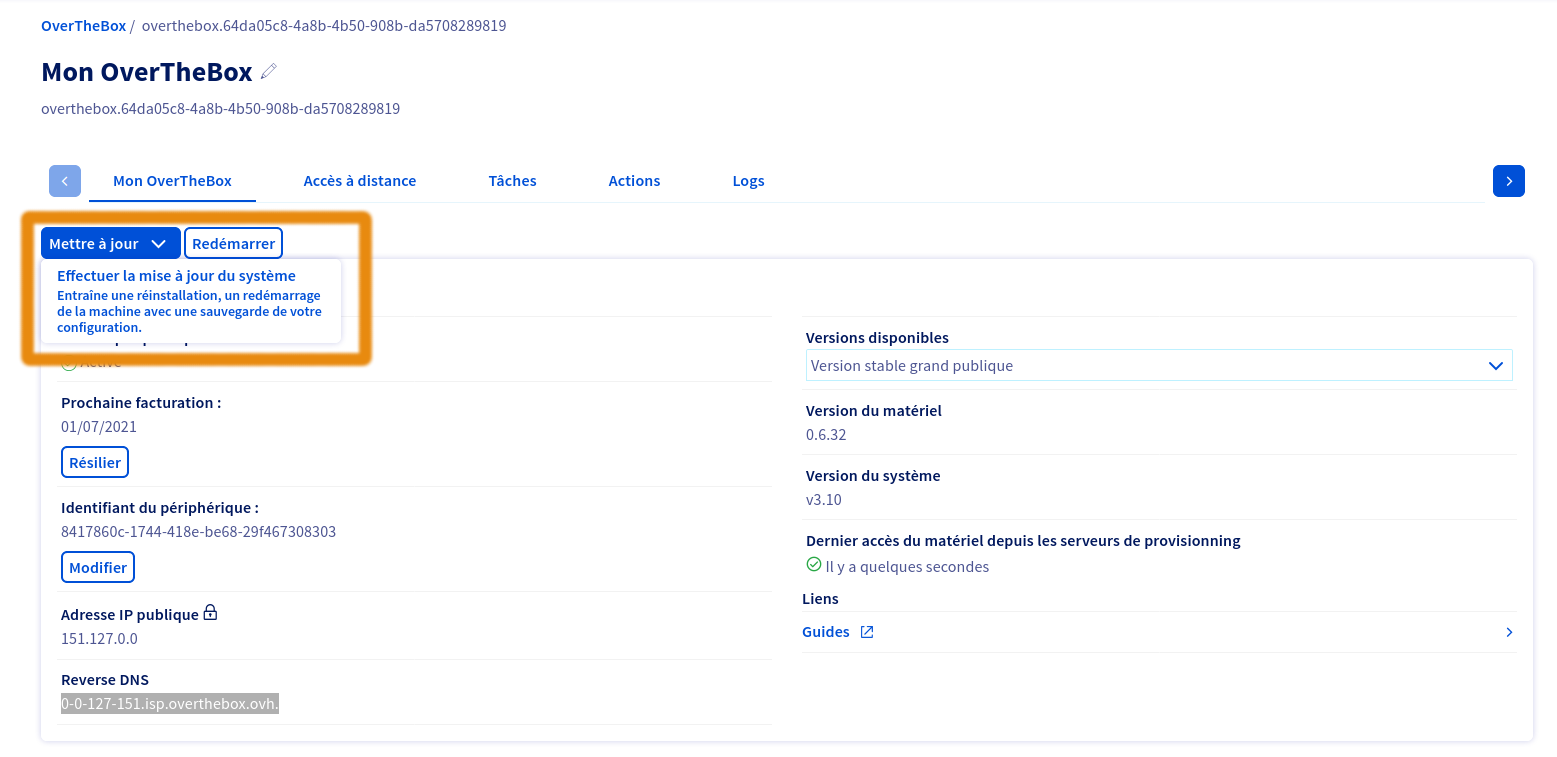 OverTheBox / overthebox.64da05c8-4a8b-4b50-908b-da5708289819
Mon OverTheBox
overthebox.64da05c8-4a8b-4b50-908b-da5708289819
Mon OverTheBox
Accès à distance
Tâches
Actions
Logs
Mettre à jour
Redémarrer
Effectuer la mise à jour du système
Entraîne une réinstallation, un redémarrage
de la machine avec une sauvegarde de votre
configuration.
Prochaine facturation :
01/07/2021
Résilier
Identifiant du périphérique :
8417860c-1744-418e-be68-29f467308303
Modifier
Adresse IP publique
151.127.0.0
Reverse DNS
0-0-127-151.isp.overthebox.ovh.
Versions disponibles
Version stable grand publique
Version du matériel
0.6.32
Version du système
v3.10
Dernier accès du matériel depuis les serveurs de provisionning
Il y a quelques secondes
Liens
Guides